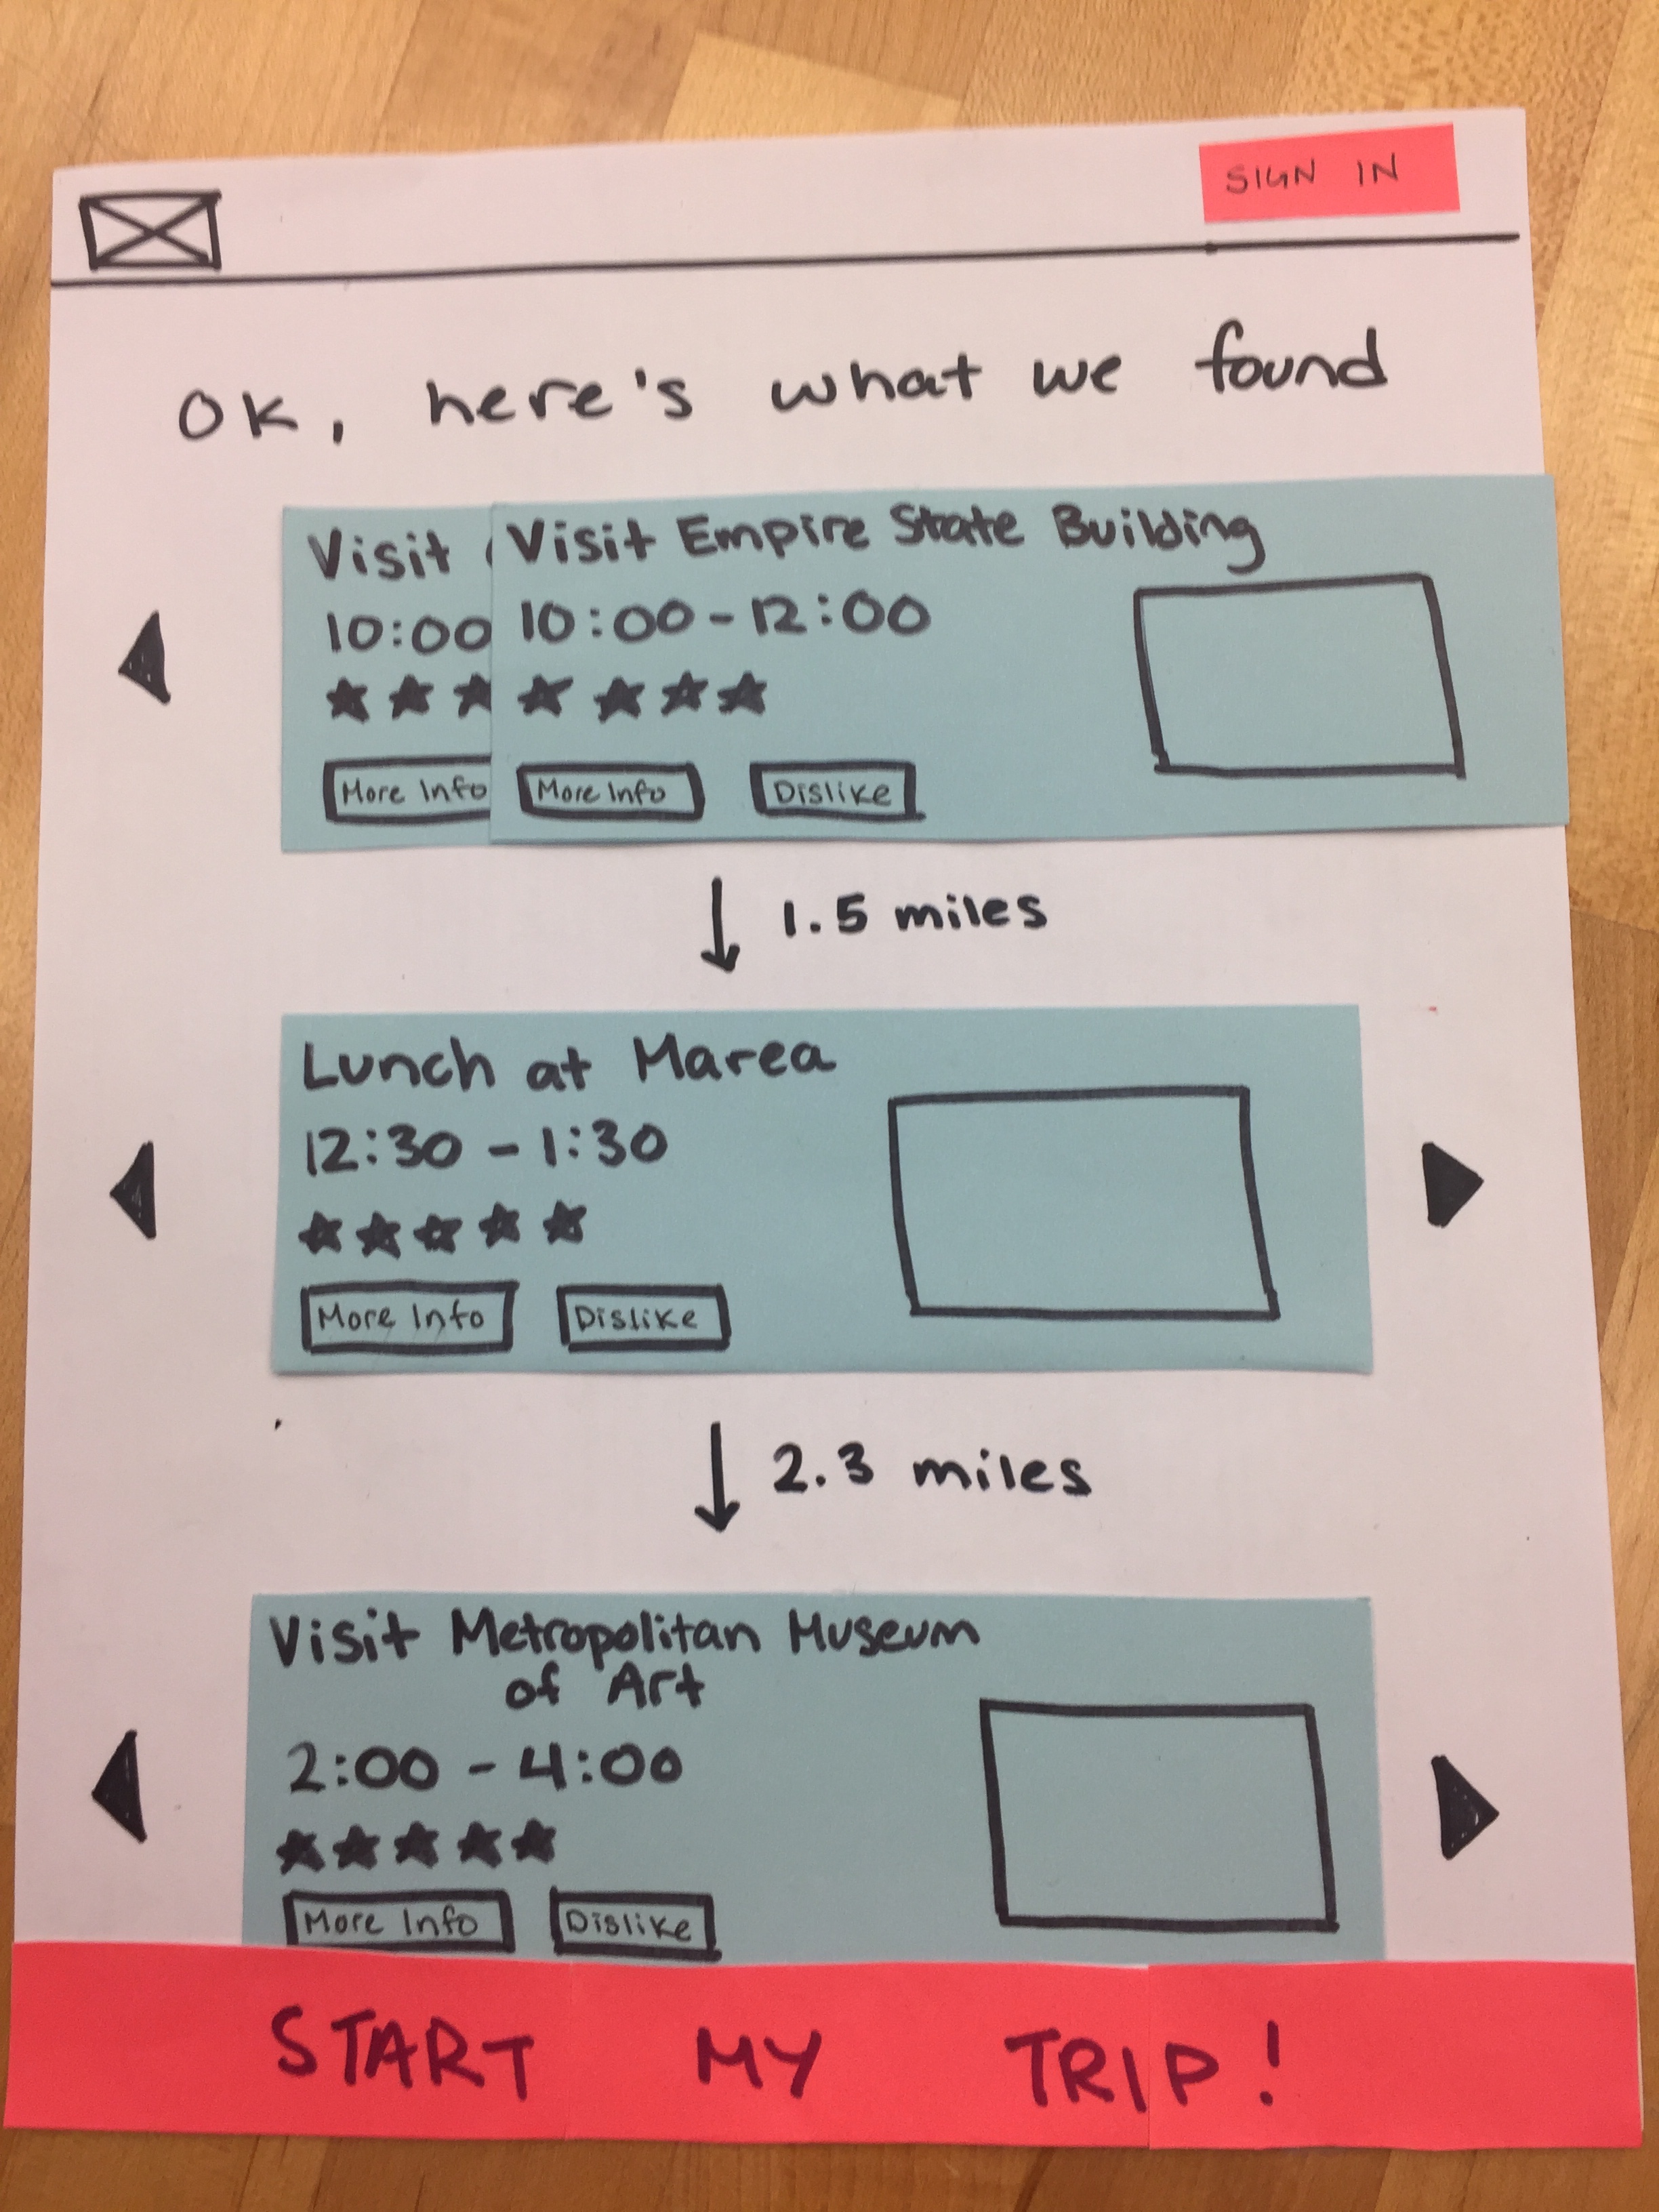 SIGN IN
OK, here's what we found
Visit
10:00
More Info
Visit Empire State Building
10:00 - 12:00
More Info Dislike
1.5 miles
Lunch at Marea
12:30 - 1:30
More Info Dislike
2.3 miles
Visit Metropolitan Museum
of Art
2:00 - 4:00
More Info Dislike
START MY TRIP!